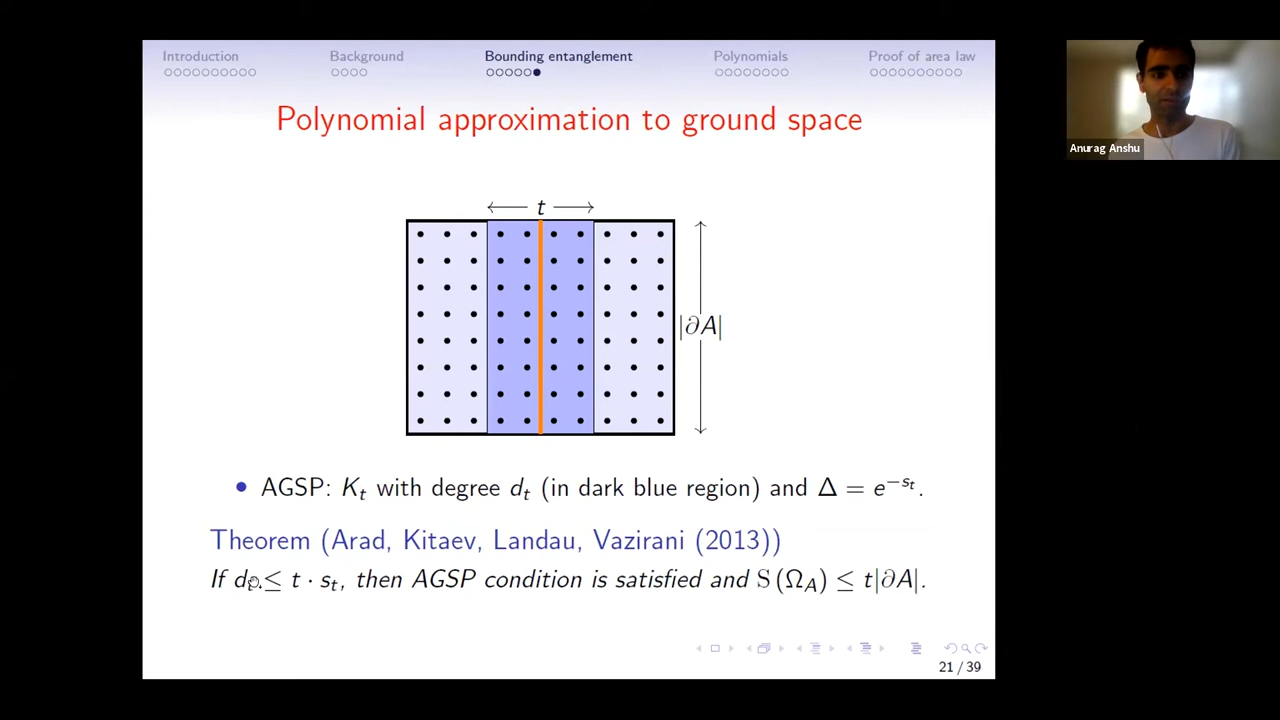 Introduction Background Bounding entanglement Polynomials Proof of area law
Polynomial approximation to ground space
t
|∂A|
• AGSP: K_t with degree d_t (in dark blue region) and Δ = e^{-s_t}.
Theorem (Arad, Kitaev, Landau, Vazirani (2013))
If d_t ≤ t · s_t, then AGSP condition is satisfied and S (Ω_A) ≤ t|∂A|.
21 / 39
Anurag Anshu